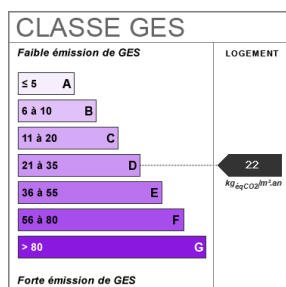 CLASSE GES
Faible émission de GES
LOGEMENT
≤ 5 A
6 à 10 B
11 à 20 C
21 à 35 D
22
kgéqCO2/m².an
36 à 55 E
56 à 80 F
> 80 G
Forte émission de GES